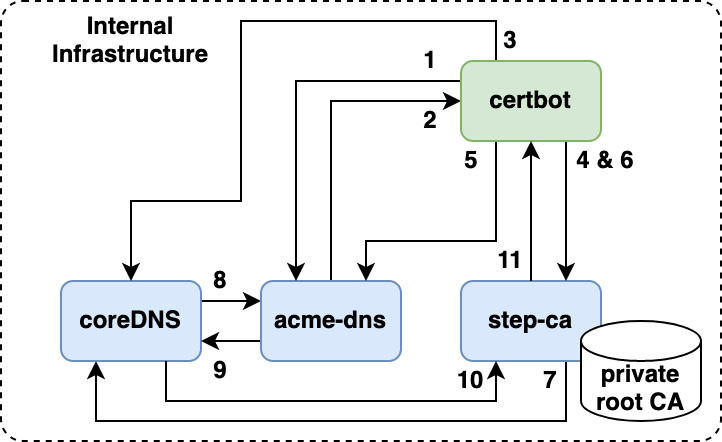 Internal
Infrastructure
3
1
certbot
2
5
4 & 6
11
8
coreDNS
acme-dns
step-ca
9
10
7
private
root CA